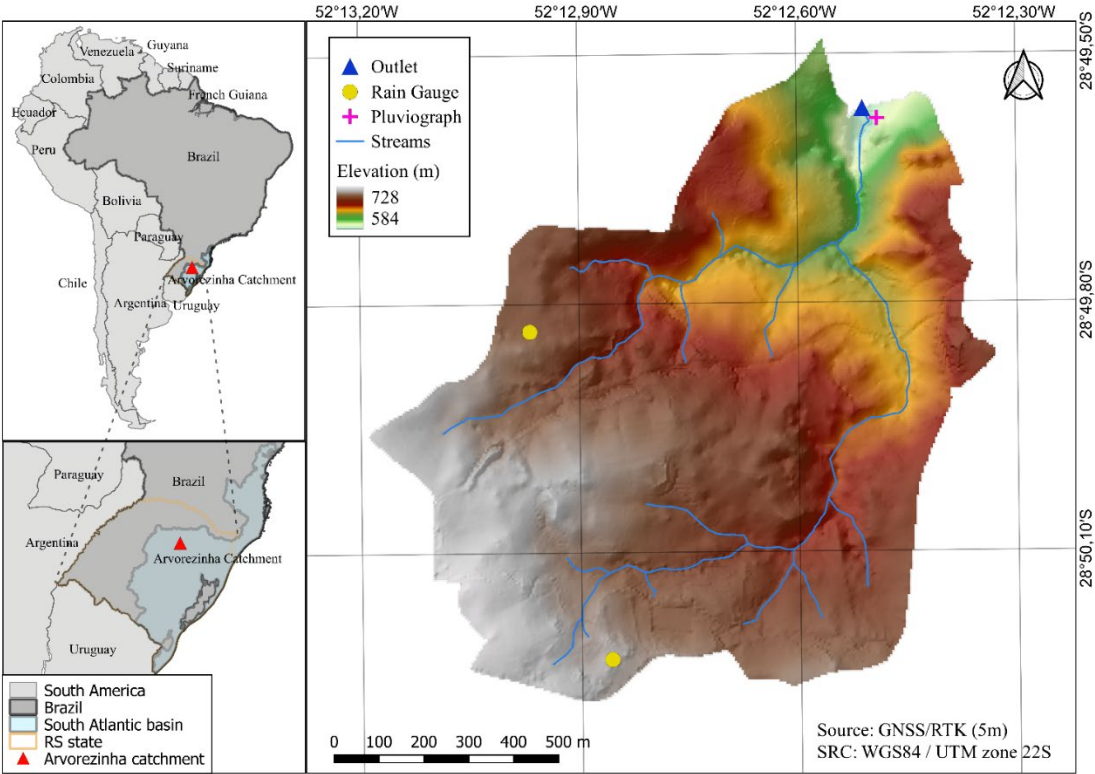 Venezuela
Guyana
Suriname
French Guiana
Colombia
Ecuador
Peru
Brazil
Bolivia
Paraguay
Chile
Arvorezinha Catchment
Argentina
Uruguay
Paraguay
Brazil
Argentina
Arvorezinha Catchment
Uruguay
South America
Brazil
South Atlantic basin
RS state
Arvorezinha catchment
52°13,20'W 52°12,90'W 52°12,60'W 52°12,30'W
28°49,50'S
28°49,80'S
28°50,10'S
Outlet
Rain Gauge
Pluviograph
Streams
Elevation (m)
728
584
0 100 200 300 400 500 m
Source: GNSS/RTK (5m)
SRC: WGS84 / UTM zone 22S